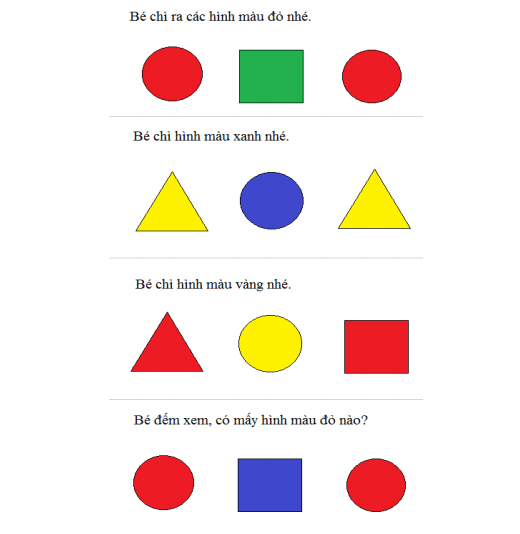 Bé chỉ ra các hình màu đỏ nhé.
Bé chỉ hình màu xanh nhé.
Bé chỉ hình màu vàng nhé.
Bé đếm xem, có mấy hình màu đỏ nào?